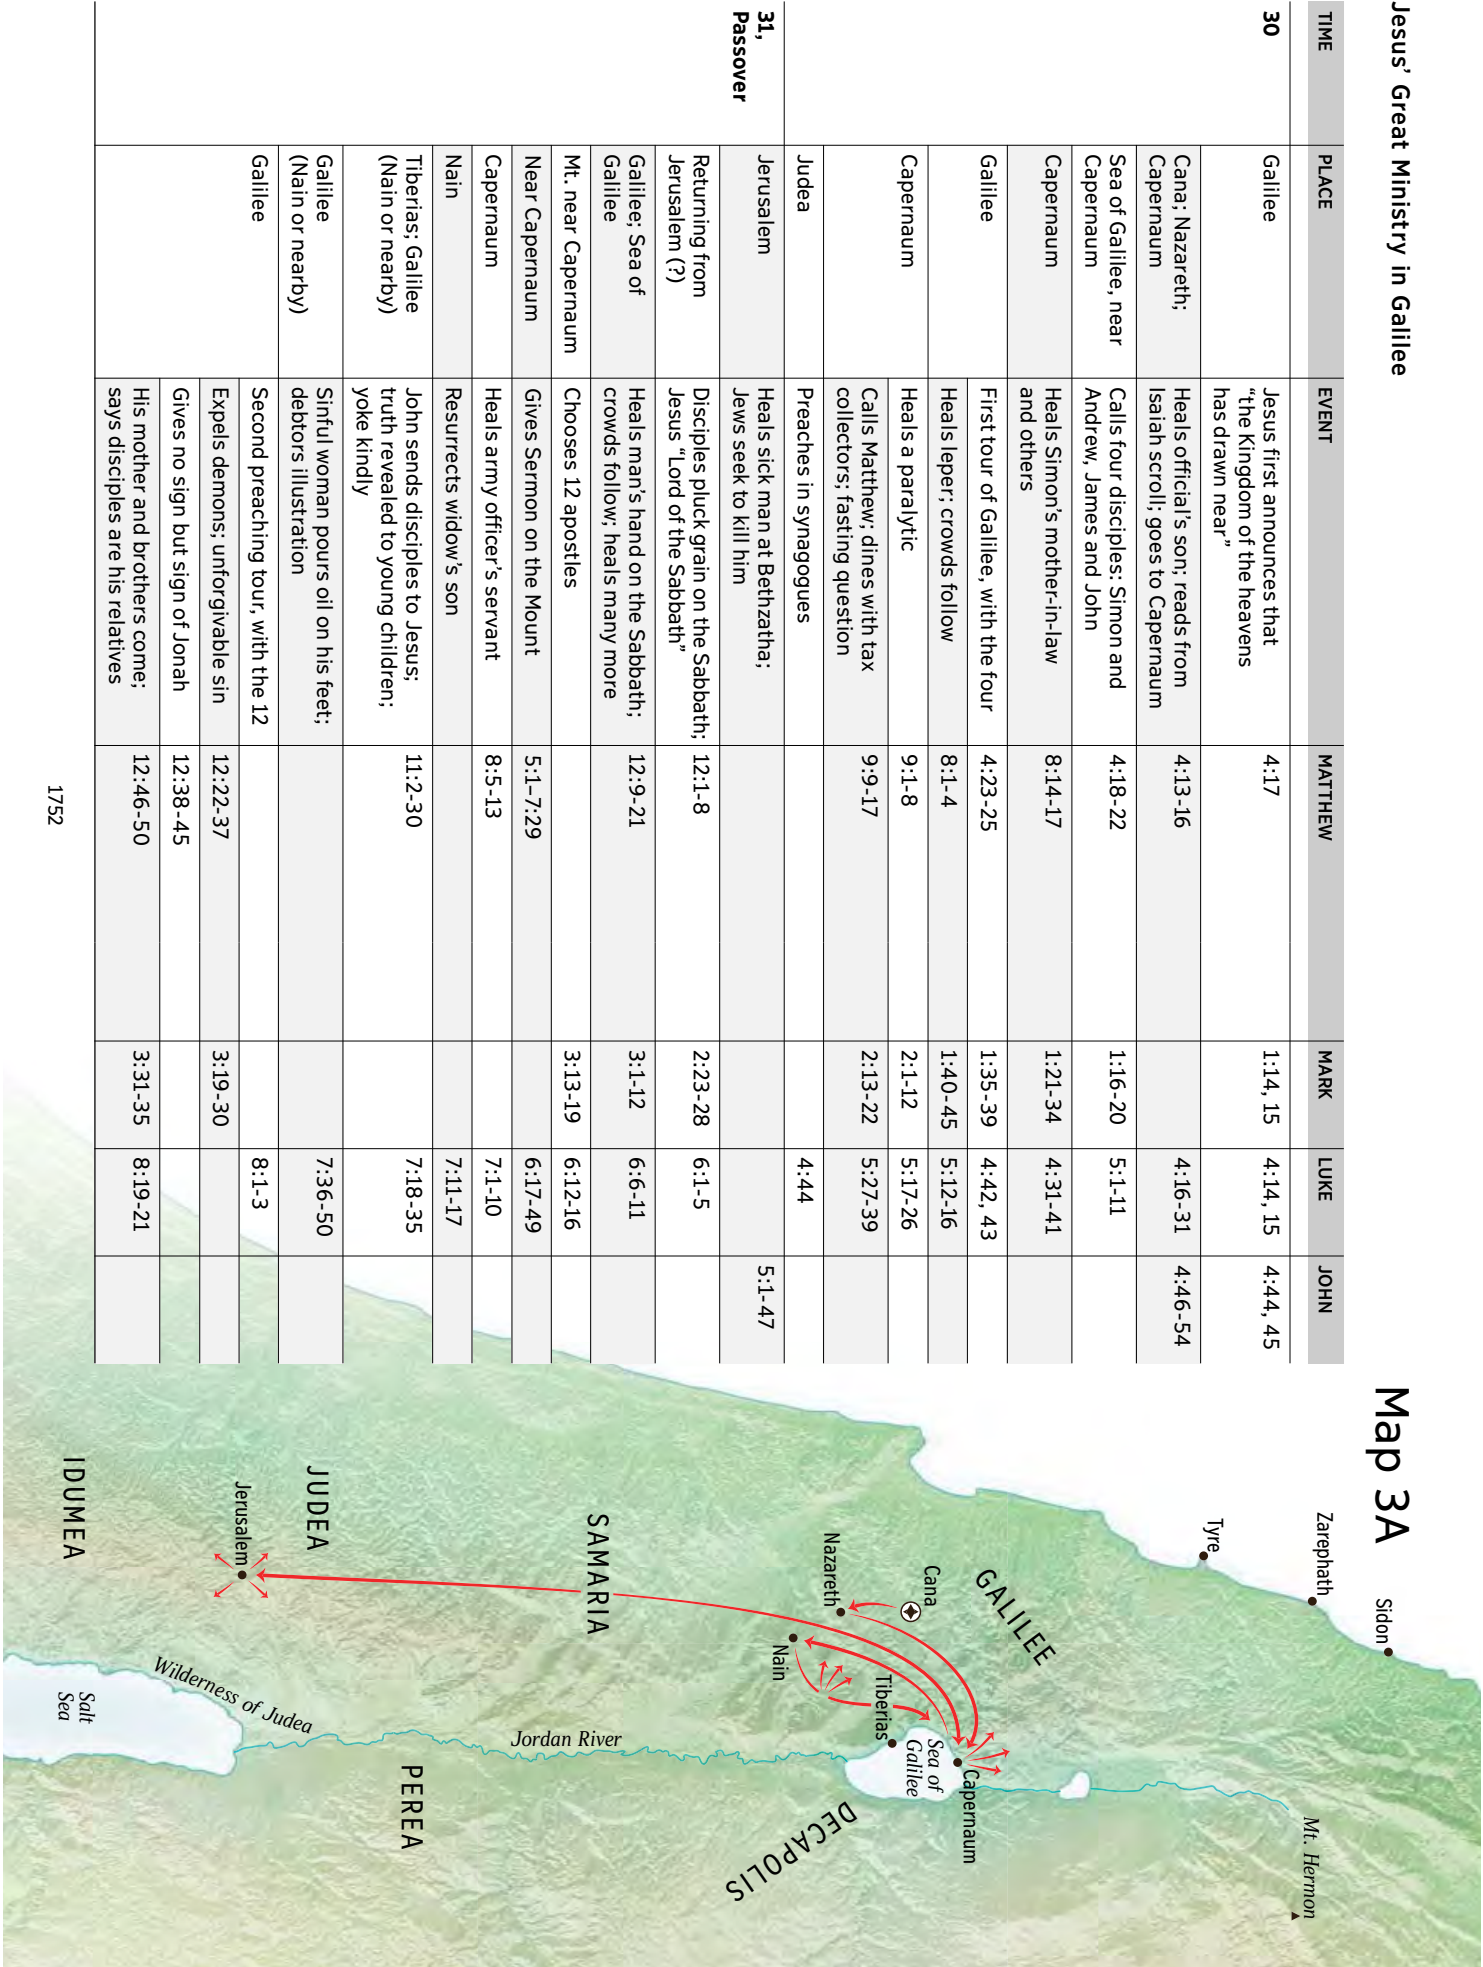 Jesus' Great Ministry in Galilee
TIME PLACE EVENT MATTHEW MARK LUKE JOHN
30 Galilee Jesus first announces that 4:17 1:14, 15 4:14, 15 4:44, 45
“the Kingdom of the heavens
has drawn near”
Cana; Nazareth; Heals official's son; reads from 4:13-16 4:16-31 4:46-54
Capernaum Isaiah scroll; goes to Capernaum
Sea of Galilee, near Calls four disciples: Simon and 4:18-22 1:16-20 5:1-11
Capernaum Andrew, James and John
Capernaum Heals Simon's mother-in-law 8:14-17 1:21-34 4:31-41
and others
Galilee First tour of Galilee, with the four 4:23-25 1:35-39 4:42, 43
Heals leper; crowds follow 8:1-4 1:40-45 5:12-16
Capernaum Heals a paralytic 9:1-8 2:1-12 5:17-26
Calls Matthew; dines with tax 9:9-17 2:13-22 5:27-39
collectors; fasting question
Judea Preaches in synagogues 4:44
31, Jerusalem Heals sick man at Bethzatha; 5:1-47
Passover Jews seek to kill him
Returning from Disciples pluck grain on the Sabbath; 12:1-8 2:23-28 6:1-5
Jerusalem (?) Jesus “Lord of the Sabbath”
Galilee; Sea of Heals man's hand on the Sabbath; 12:9-21 3:1-12 6:6-11
Galilee crowds follow; heals many more
Mt. near Capernaum Chooses 12 apostles 3:13-19 6:12-16
Near Capernaum Gives Sermon on the Mount 5:1–7:29 6:17-49
Capernaum Heals army officer's servant 8:5-13 7:1-10
Nain Resurrects widow's son 7:11-17
Tiberias; Galilee John sends disciples to Jesus; 11:2-30 7:18-35
(Nain or nearby) truth revealed to young children;
yoke kindly
Galilee Sinful woman pours oil on his feet; 7:36-50
(Nain or nearby) debtors illustration
Galilee Second preaching tour, with the 12 8:1-3
Expels demons; unforgivable sin 12:22-37 3:19-30
Gives no sign but sign of Jonah 12:38-45
His mother and brothers come; 12:46-50 3:31-35 8:19-21
says disciples are his relatives
1752
Map 3A
Sidon
Zarephath
Mt. Hermon
Tyre
GALILEE
Capernaum
Cana
Sea of
Galilee
Tiberias
Nazareth
Nain
DECAPOLIS
SAMARIA
Jordan River
PEREA
JUDEA
Jerusalem
Wilderness of Judea
Salt
Sea
IDUMEA